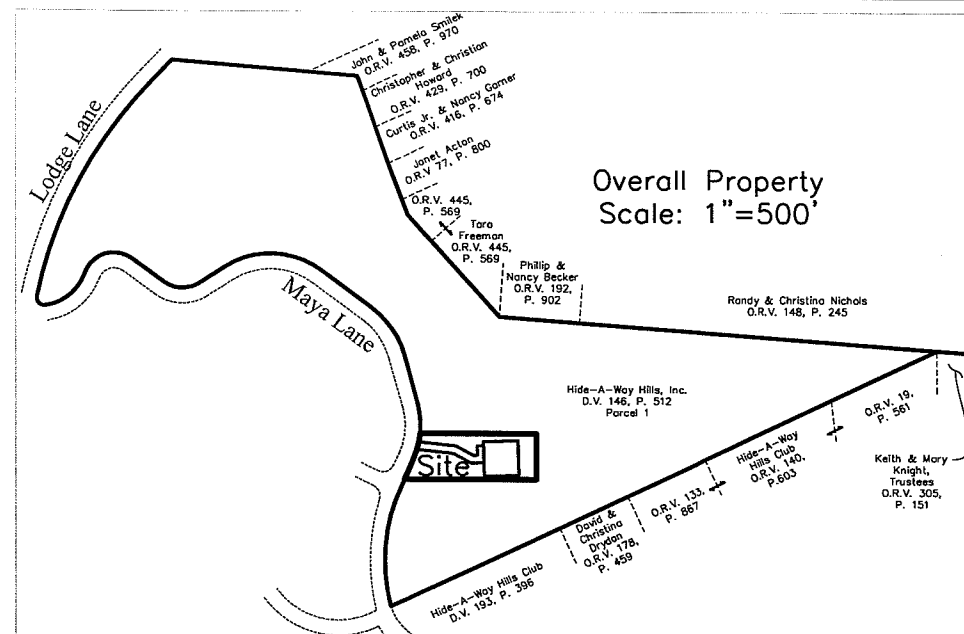 John & Pamela Smilek
O.R.V. 458, P. 970
Christopher & Christian
Howard
O.R.V. 429, P. 700
Curtis Jr. & Nancy Garner
O.R.V. 416, P. 674
Janet Acton
O.R.V 77, P. 800
O.R.V. 445,
P. 569
Tara
Freeman
O.R.V. 445,
P. 569
Lodge Lane
Overall Property
Scale: 1"=500'
Phillip &
Nancy Becker
O.R.V. 192,
P. 902
Randy & Christina Nichols
O.R.V. 148, P. 245
Maya Lane
Hide-A-Way Hills, Inc.
D.V. 146, P. 512
Parcel 1
O.R.V. 19,
P. 561
Hide-A-Way
Hills Club
O.R.V. 140,
P.603
Keith & Mary
Knight,
Trustees
O.R.V. 305,
P. 151
Site
O.R.V. 133,
P. 867
David &
Christina
Drydan
O.R.V. 178,
P. 459
Hide-A-Way Hills Club
D.V. 193, P. 396